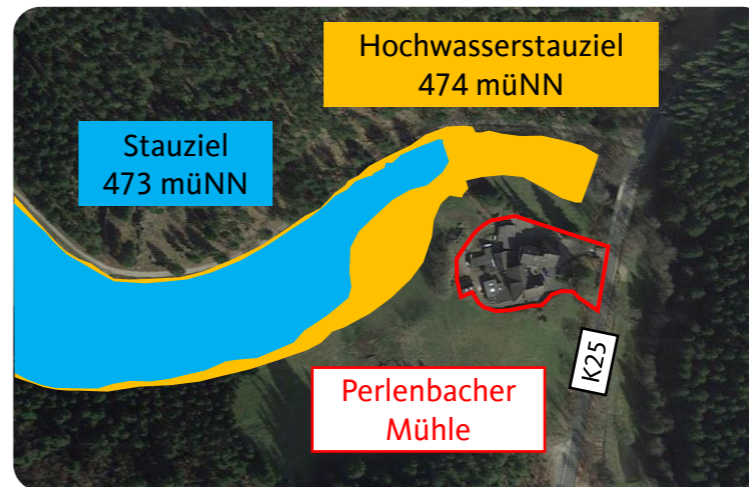 Hochwasserstauziel
474 müNN
Stauziel
473 müNN
K25
Perlenbacher
Mühle